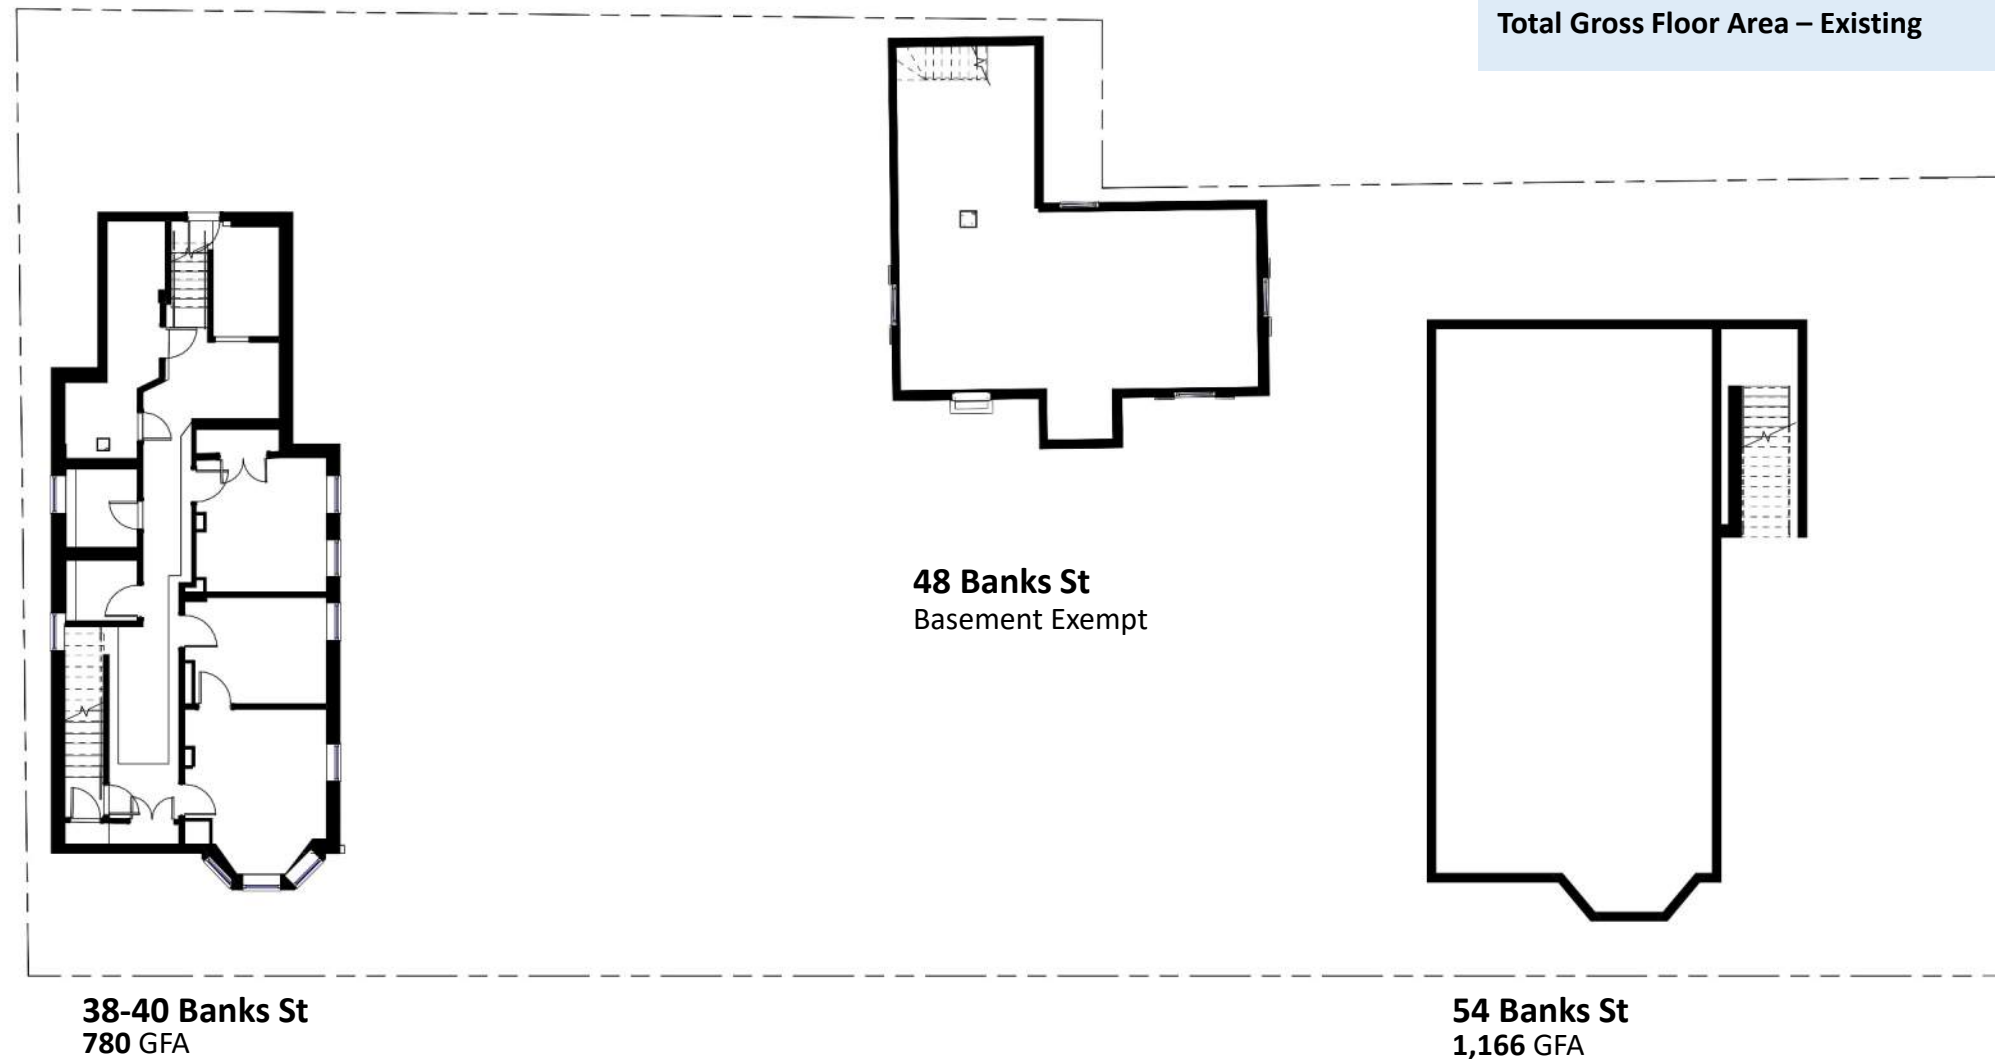 Total Gross Floor Area – Existing
48 Banks St
Basement Exempt
38-40 Banks St
780 GFA
54 Banks St
1,166 GFA